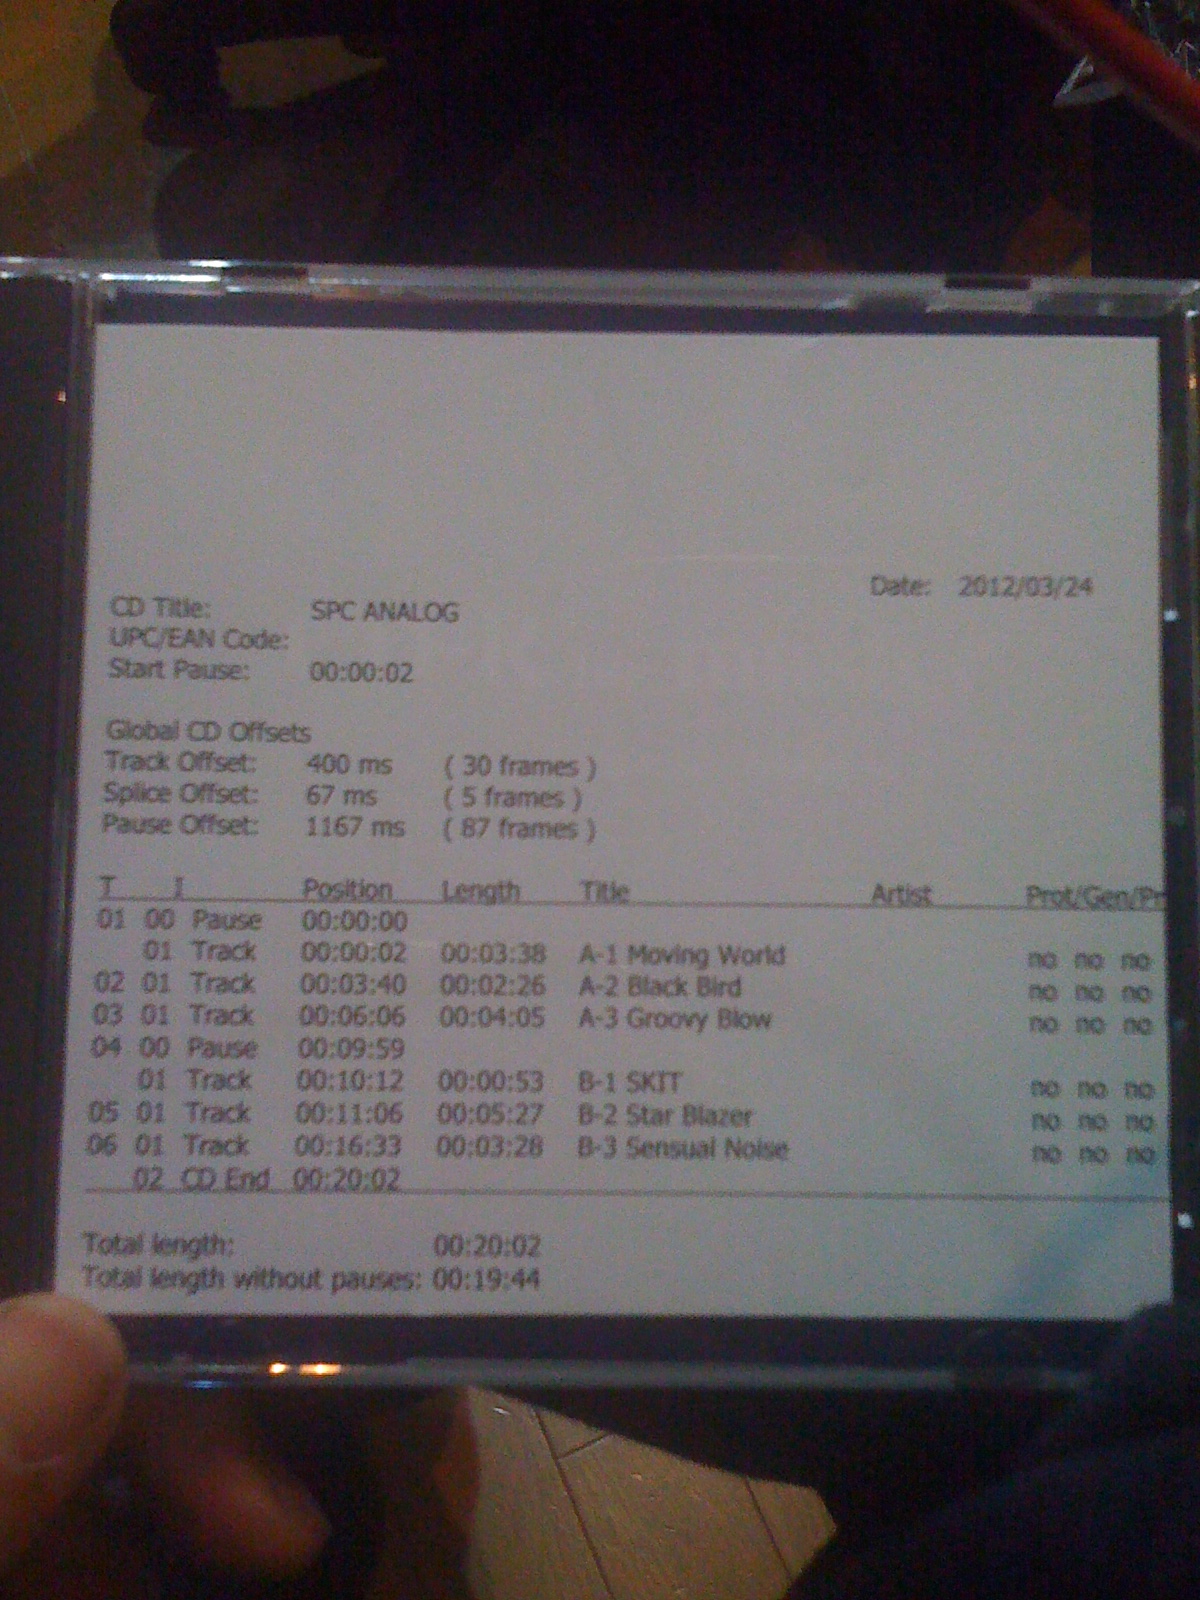 Date: 2012/03/24
CD Title: SPC ANALOG
UPC/EAN Code:
Start Pause: 00:00:02
Global CD Offsets
Track Offset: 400 ms ( 30 frames )
Splice Offset: 67 ms ( 5 frames )
Pause Offset: 1167 ms ( 87 frames )
T I Position Length Title Artist Prot/Gen/Pr
01 00 Pause 00:00:00
01 Track 00:00:02 00:03:38 A-1 Moving World no no no
02 01 Track 00:03:40 00:02:26 A-2 Black Bird no no no
03 01 Track 00:06:06 00:04:05 A-3 Groovy Blow no no no
04 00 Pause 00:09:59
01 Track 00:10:12 00:00:53 B-1 SKIT no no no
05 01 Track 00:11:06 00:05:27 B-2 Star Blazer no no no
06 01 Track 00:16:33 00:03:28 B-3 Sensual Noise no no no
02 CD End 00:20:02
Total length: 00:20:02
Total length without pauses: 00:19:44